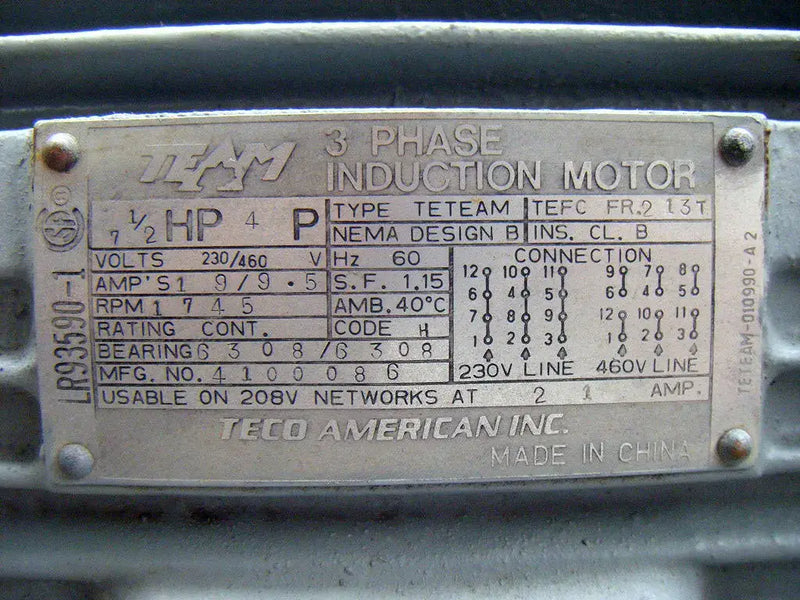 TEAM
3 PHASE
INDUCTION MOTOR
7 1/2 HP 4 P
TYPE TETEAM TEFC FR.213T
NEMA DESIGN B INS. CL. B
VOLTS 230/460 V Hz 60
AMP'S 19/9.5 S.F. 1.15
RPM 1745 AMB. 40°C
RATING CONT. CODE H
BEARING 6308/6308
MFG. NO. 4100086
CONNECTION
12 10 11 9 7 8
6 4 5 6 4 5
7 8 9 12 10 11
1 2 3 1 2 3
230V LINE 460V LINE
USABLE ON 208V NETWORKS AT 21 AMP.
TECO AMERICAN INC.
MADE IN CHINA
LR93590-1
TETEAM-010990-A2